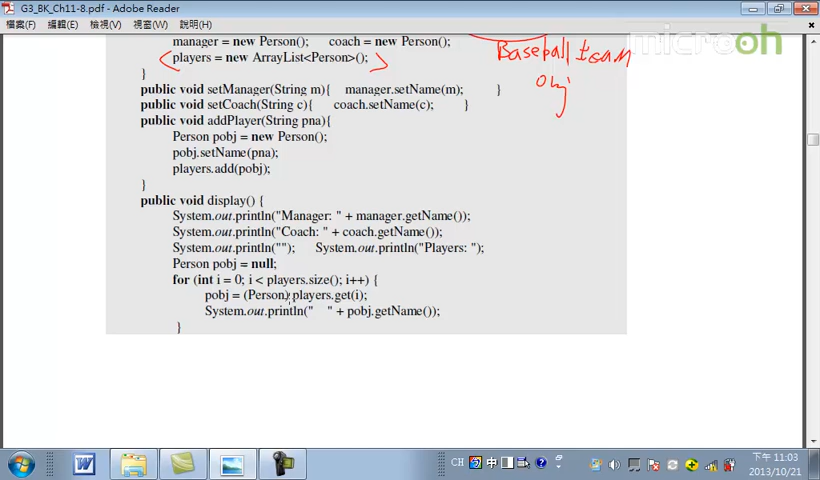 G3_BK_Ch11-8.pdf - Adobe Reader
檔案(F) 編輯(E) 檢視(V) 視窗(W) 說明(H)
microoh
manager = new Person(); coach = new Person();
players = new ArrayList<Person>();
Baseball team
}
obj
public void setManager(String m){ manager.setName(m); }
public void setCoach(String c){ coach.setName(c); }
public void addPlayer(String pna){
Person pobj = new Person();
pobj.setName(pna);
players.add(pobj);
}
public void display() {
System.out.println("Manager: " + manager.getName());
System.out.println("Coach: " + coach.getName());
System.out.println(""); System.out.println("Players: ");
Person pobj = null;
for (int i = 0; i < players.size(); i++) {
pobj = (Person) players.get(i);
System.out.println(" " + pobj.getName());
}
CH 中
下午 11:03
2013/10/21